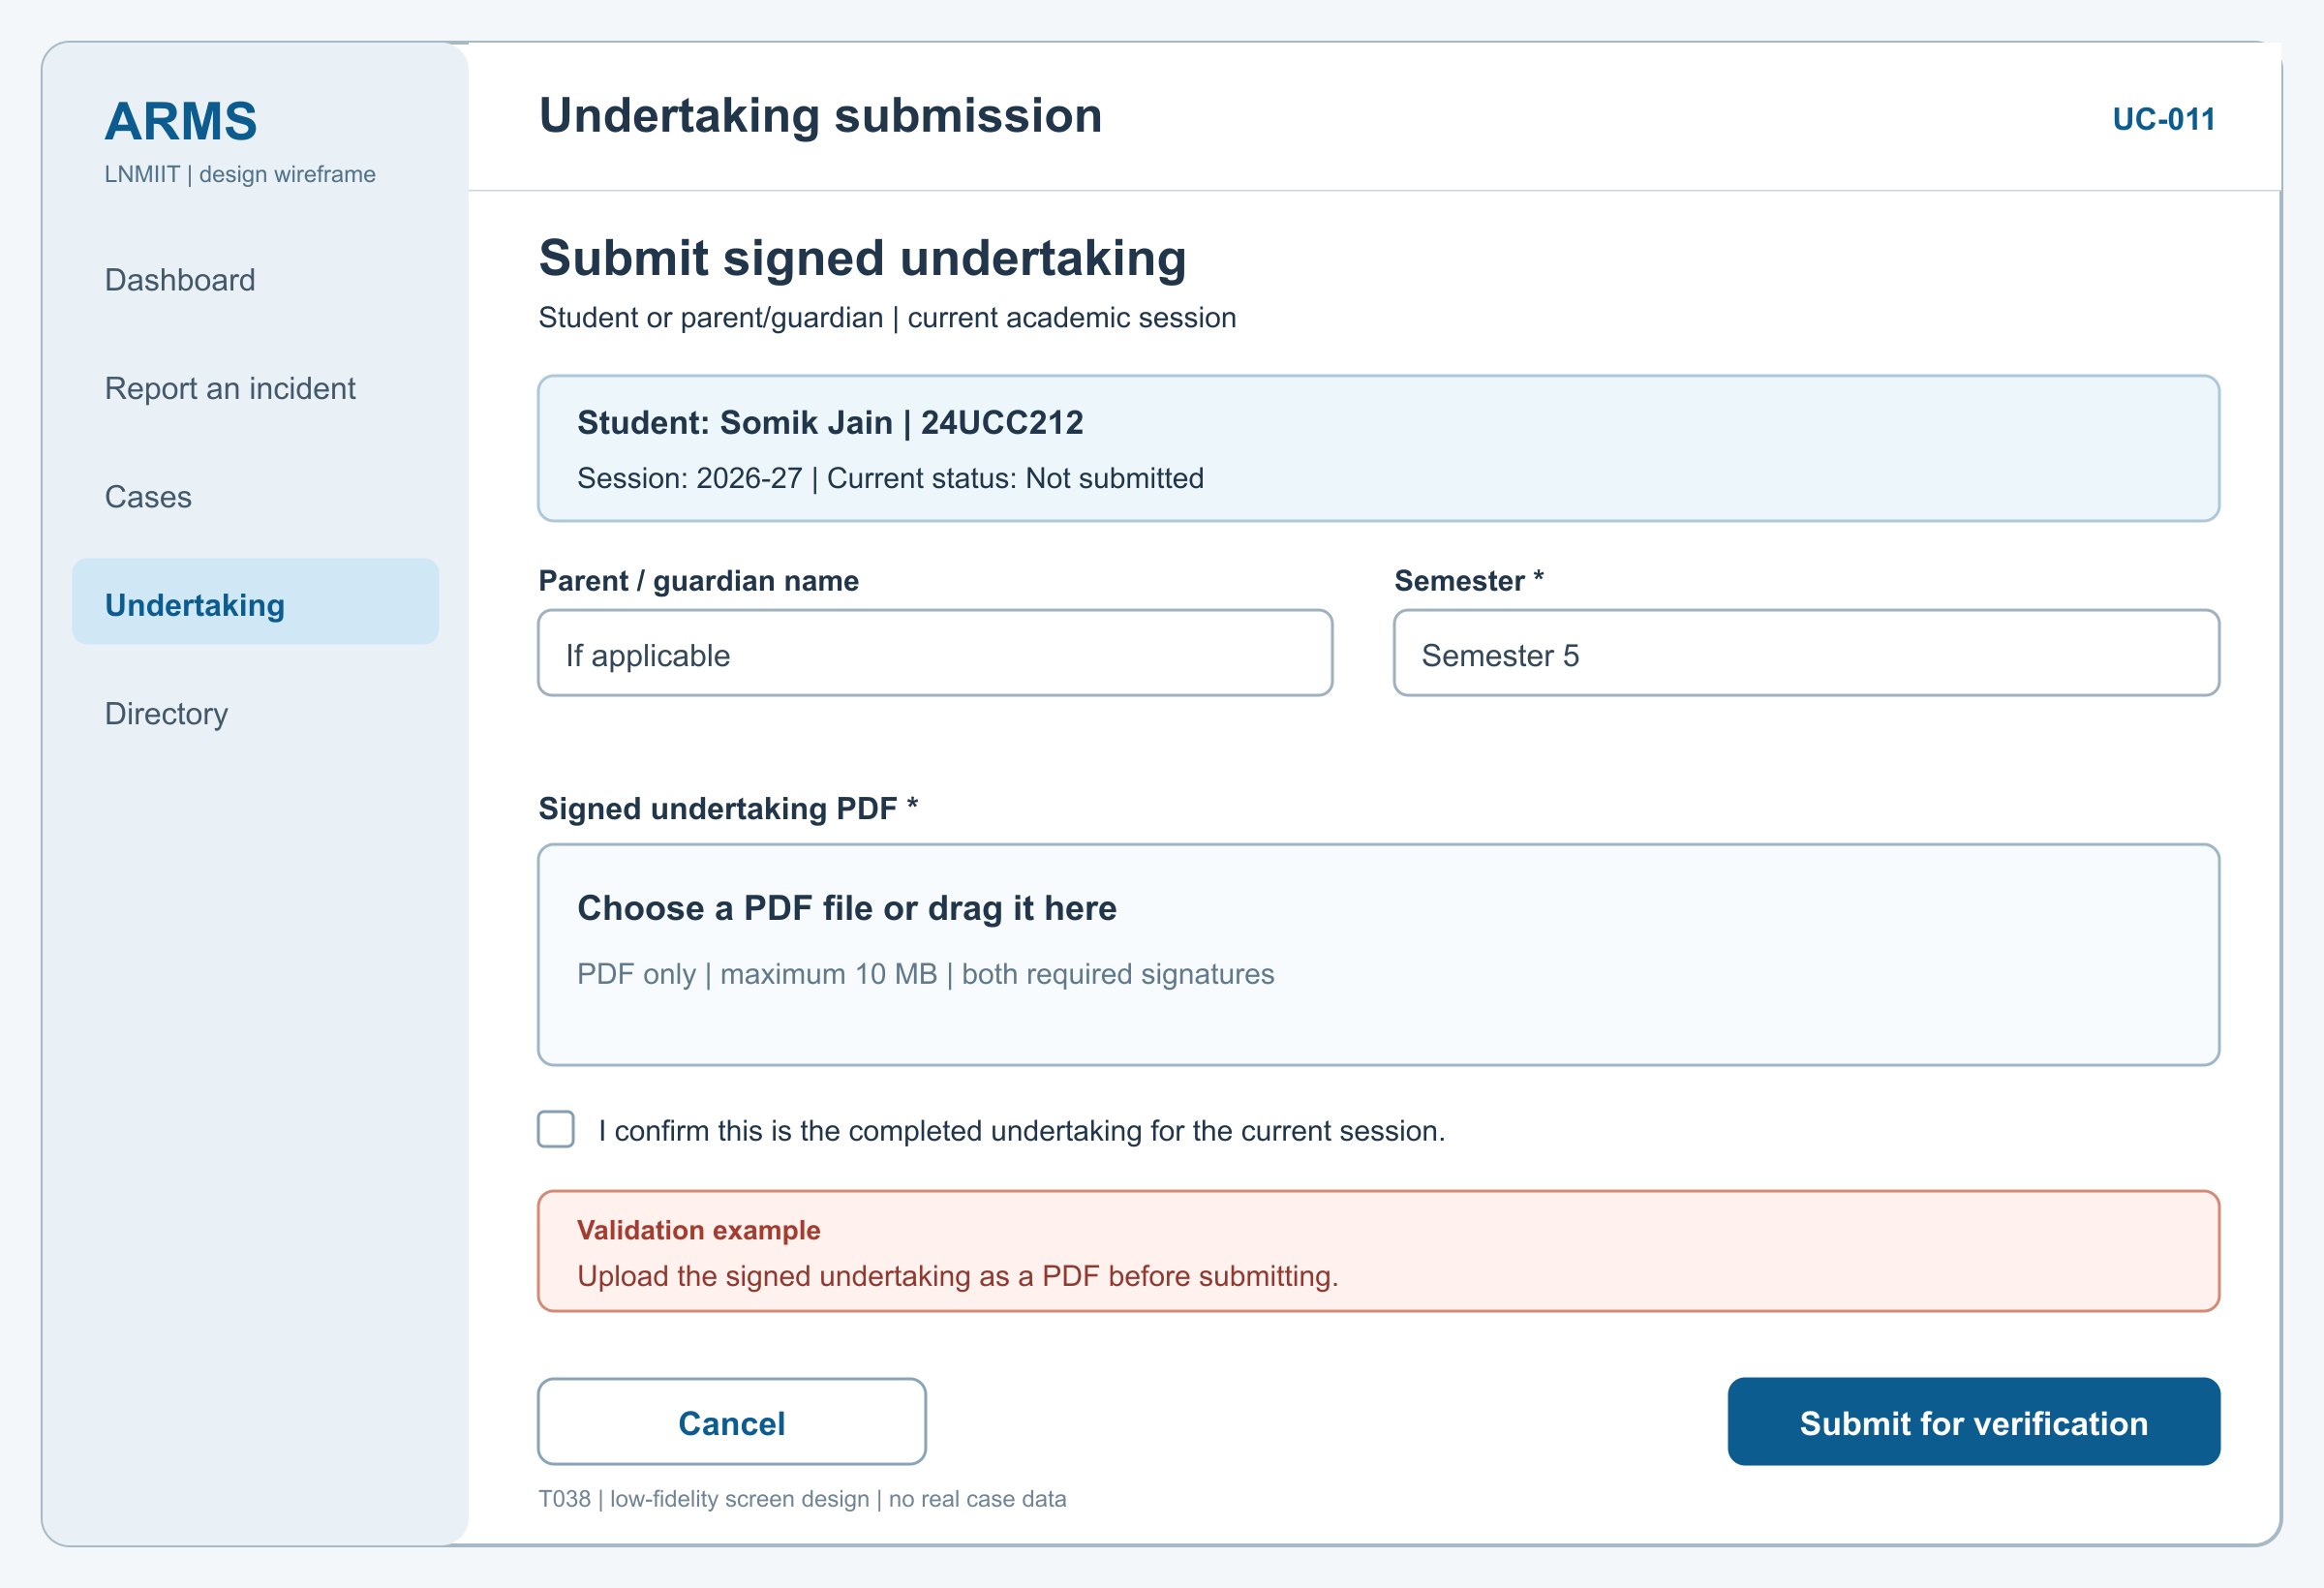 ARMS
LNMIIT | design wireframe
Dashboard
Report an incident
Cases
Undertaking
Directory
Undertaking submission
UC-011
Submit signed undertaking
Student or parent/guardian | current academic session
Student: Somik Jain | 24UCC212
Session: 2026-27 | Current status: Not submitted
Parent / guardian name
Semester *
If applicable
Semester 5
Signed undertaking PDF *
Choose a PDF file or drag it here
PDF only | maximum 10 MB | both required signatures
I confirm this is the completed undertaking for the current session.
Validation example
Upload the signed undertaking as a PDF before submitting.
Cancel
Submit for verification
T038 | low-fidelity screen design | no real case data